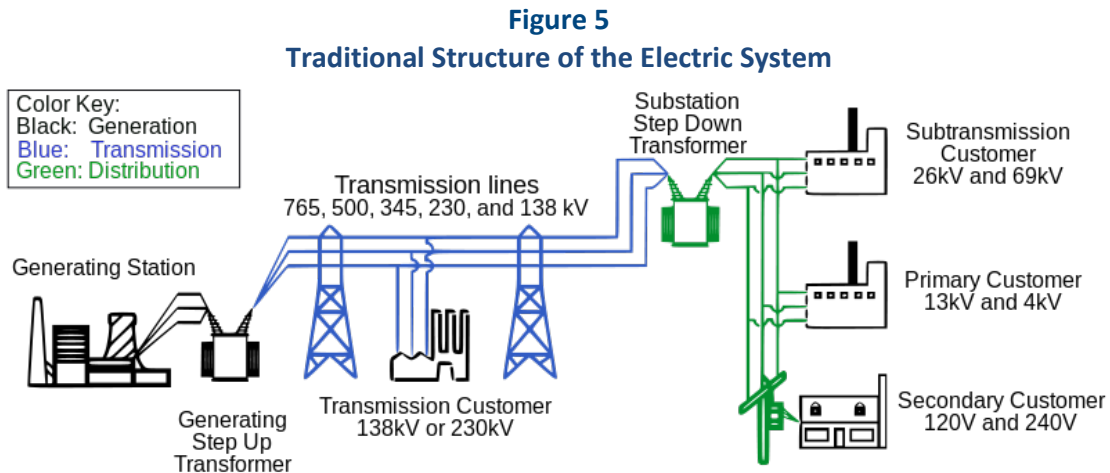 Figure 5
Traditional Structure of the Electric System
Color Key:
Black: Generation
Blue: Transmission
Green: Distribution
Substation
Step Down
Transformer
Subtransmission
Customer
26kV and 69kV
Transmission lines
765, 500, 345, 230, and 138 kV
Generating Station
Primary Customer
13kV and 4kV
Transmission Customer
138kV or 230kV
Generating
Step Up
Transformer
Secondary Customer
120V and 240V